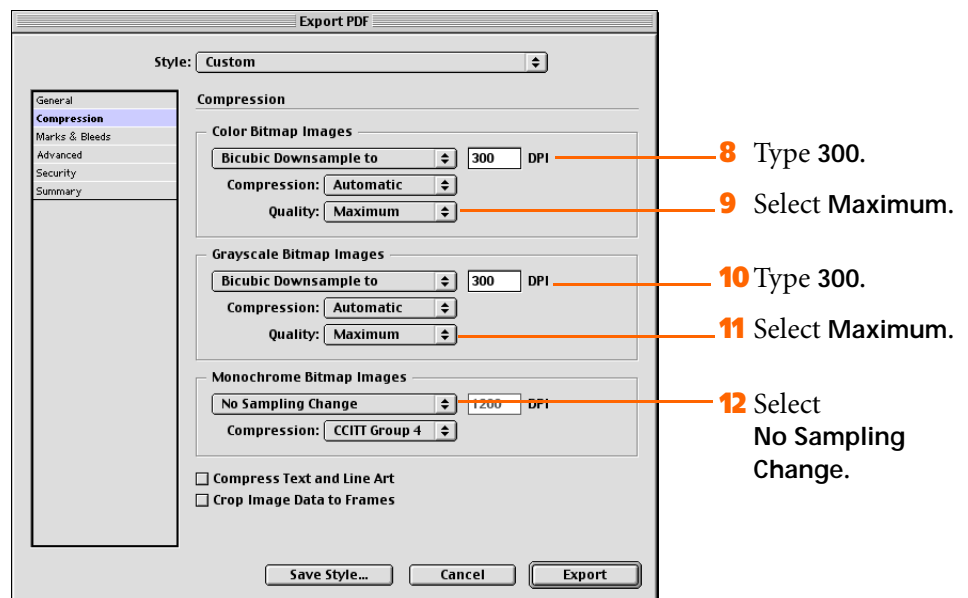 Export PDF
Style: Custom
General
Compression
Marks & Bleeds
Advanced
Security
Summary
Compression
Color Bitmap Images
Bicubic Downsample to 300 DPI
Compression: Automatic
Quality: Maximum
Grayscale Bitmap Images
Bicubic Downsample to 300 DPI
Compression: Automatic
Quality: Maximum
Monochrome Bitmap Images
No Sampling Change 1200 DPI
Compression: CCITT Group 4
Compress Text and Line Art
Crop Image Data to Frames
Save Style... Cancel Export
8 Type 300.
9 Select Maximum.
10 Type 300.
11 Select Maximum.
12 Select
No Sampling
Change.